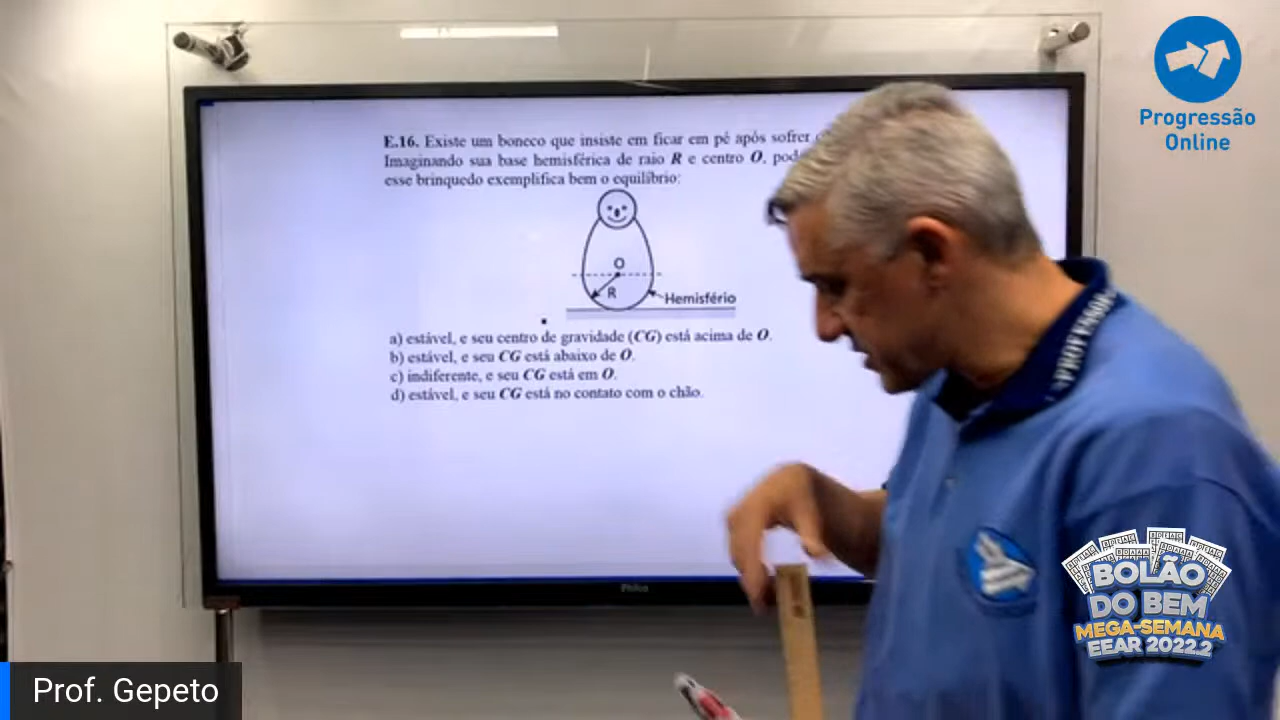 E.16. Existe um boneco que insiste em ficar em pé após sofrer
Imaginando sua base hemisférica de raio R e centro O,
esse brinquedo exemplifica bem o equilíbrio:
O
R
Hemisfério
a) estável, e seu centro de gravidade (CG) está acima de O.
b) estável, e seu CG está abaixo de O.
c) indiferente, e seu CG está em O.
d) estável, e seu CG está no contato com o chão.
Philco
Progressão
Online
PROFESSOR
BOLÃO
DO BEM
MEGA-SEMANA
EEAR 2022.2
Prof. Gepeto